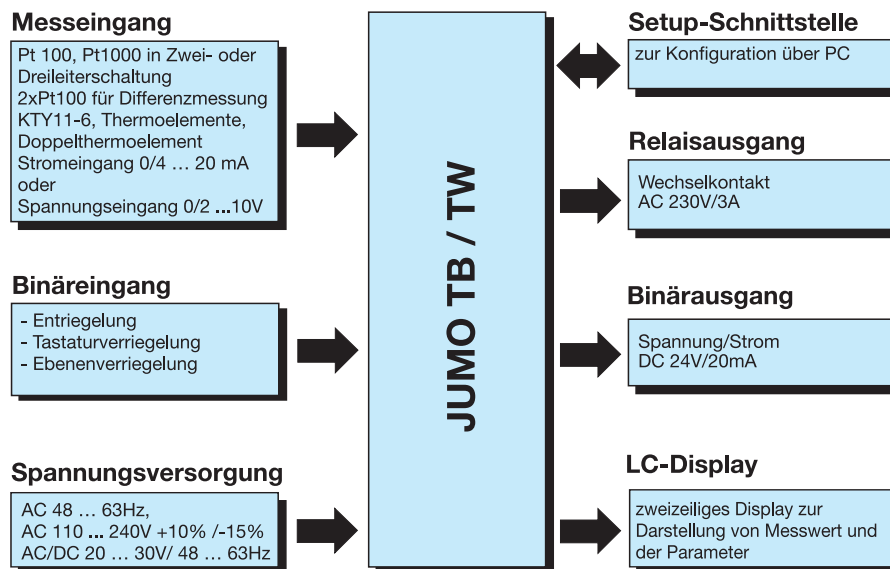 Messeingang
Pt 100, Pt1000 in Zwei- oder
Dreileiterschaltung
2xPt100 für Differenzmessung
KTY11-6, Thermoelemente,
Doppelthermoelement
Stromeingang 0/4 ... 20 mA
oder
Spannungseingang 0/2 ...10V
Binäreingang
- Entriegelung
- Tastaturverriegelung
- Ebenenverriegelung
Spannungsversorgung
AC 48 ... 63Hz,
AC 110 ... 240V +10% /-15%
AC/DC 20 ... 30V/ 48 ... 63Hz
JUMO TB / TW
Setup-Schnittstelle
zur Konfiguration über PC
Relaisausgang
Wechselkontakt
AC 230V/3A
Binärausgang
Spannung/Strom
DC 24V/20mA
LC-Display
zweizeiliges Display zur
Darstellung von Messwert und
der Parameter